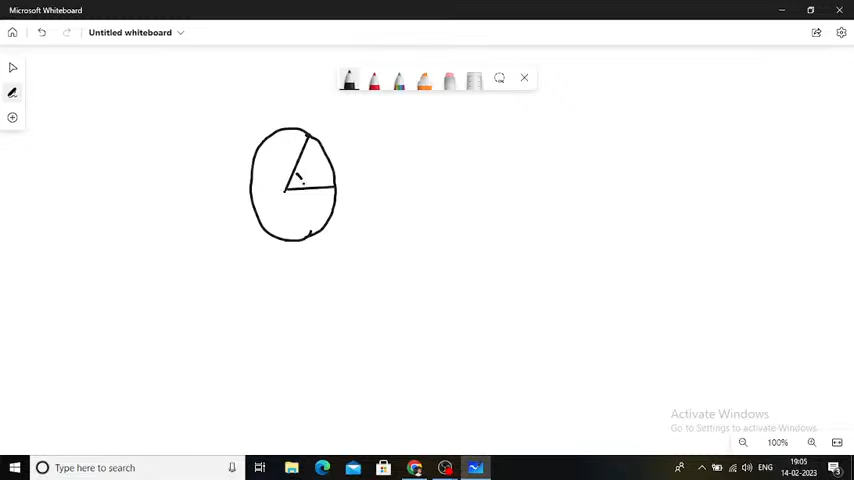 Microsoft Whiteboard
Untitled whiteboard
Activate Windows
Go to Settings to activate Windows.
100%
Type here to search
ENG
19:05
14-02-2023
3